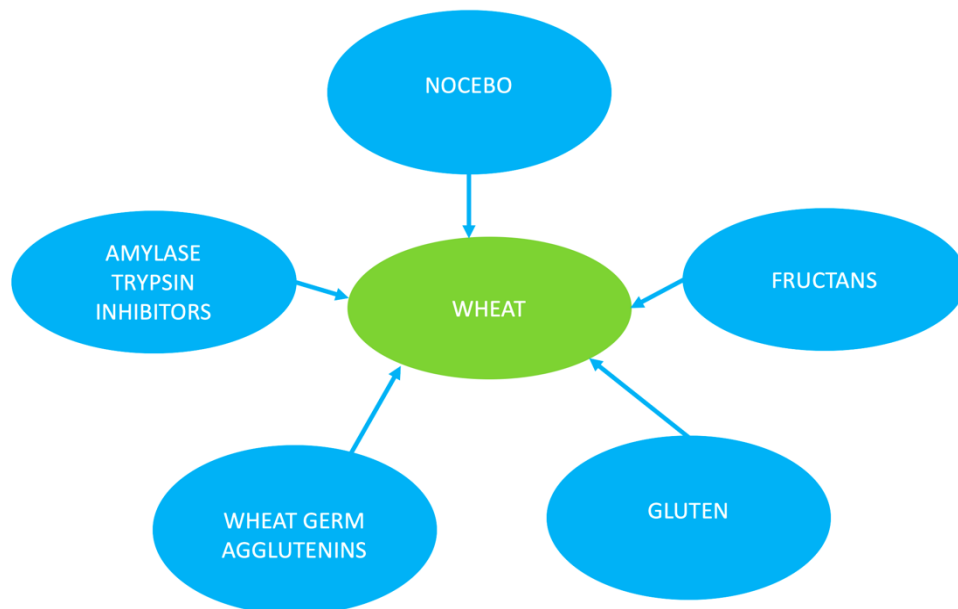 NOCEBO
AMYLASE
TRYPSIN
INHIBITORS
WHEAT
FRUCTANS
WHEAT GERM
AGGLUTENINS
GLUTEN